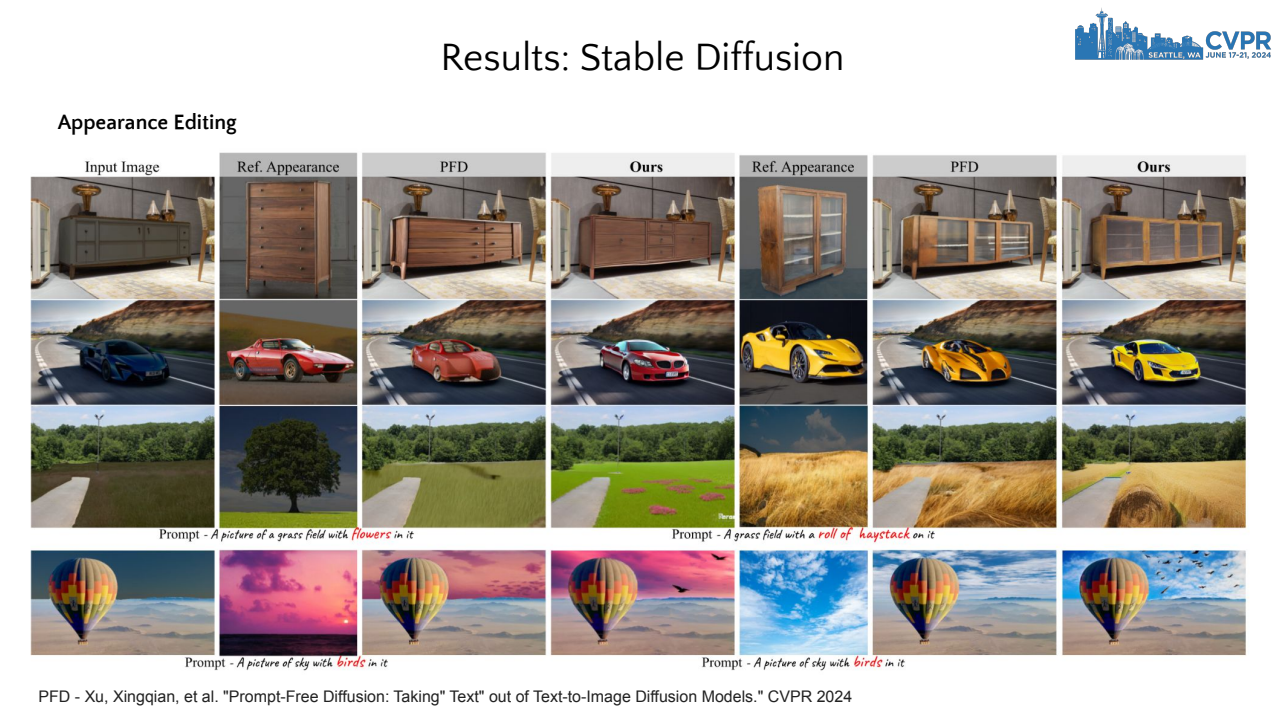 Results: Stable Diffusion
CVPR
SEATTLE, WA JUNE 17-21, 2024
Appearance Editing
Input Image Ref. Appearance PFD Ours Ref. Appearance PFD Ours
Prompt - A picture of a grass field with flowers in it
Prompt - A grass field with a roll of haystack on it
Prompt - A picture of sky with birds in it
Prompt - A picture of sky with birds in it
PFD - Xu, Xingqian, et al. "Prompt-Free Diffusion: Taking" Text" out of Text-to-Image Diffusion Models." CVPR 2024